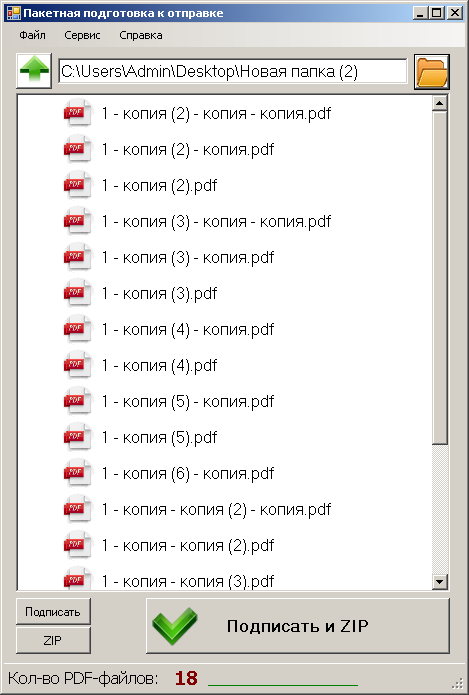 Пакетная подготовка к отправке
Файл Сервис Справка
C:\Users\Admin\Desktop\Новая папка (2)
PDF 1 - копия (2) - копия - копия.pdf
PDF 1 - копия (2) - копия.pdf
PDF 1 - копия (2).pdf
PDF 1 - копия (3) - копия - копия.pdf
PDF 1 - копия (3) - копия.pdf
PDF 1 - копия (3).pdf
PDF 1 - копия (4) - копия.pdf
PDF 1 - копия (4).pdf
PDF 1 - копия (5) - копия.pdf
PDF 1 - копия (5).pdf
PDF 1 - копия (6) - копия.pdf
PDF 1 - копия - копия (2) - копия.pdf
PDF 1 - копия - копия (2).pdf
PDF 1 - копия - копия (3).pdf
Подписать
ZIP
Подписать и ZIP
Кол-во PDF-файлов: 18